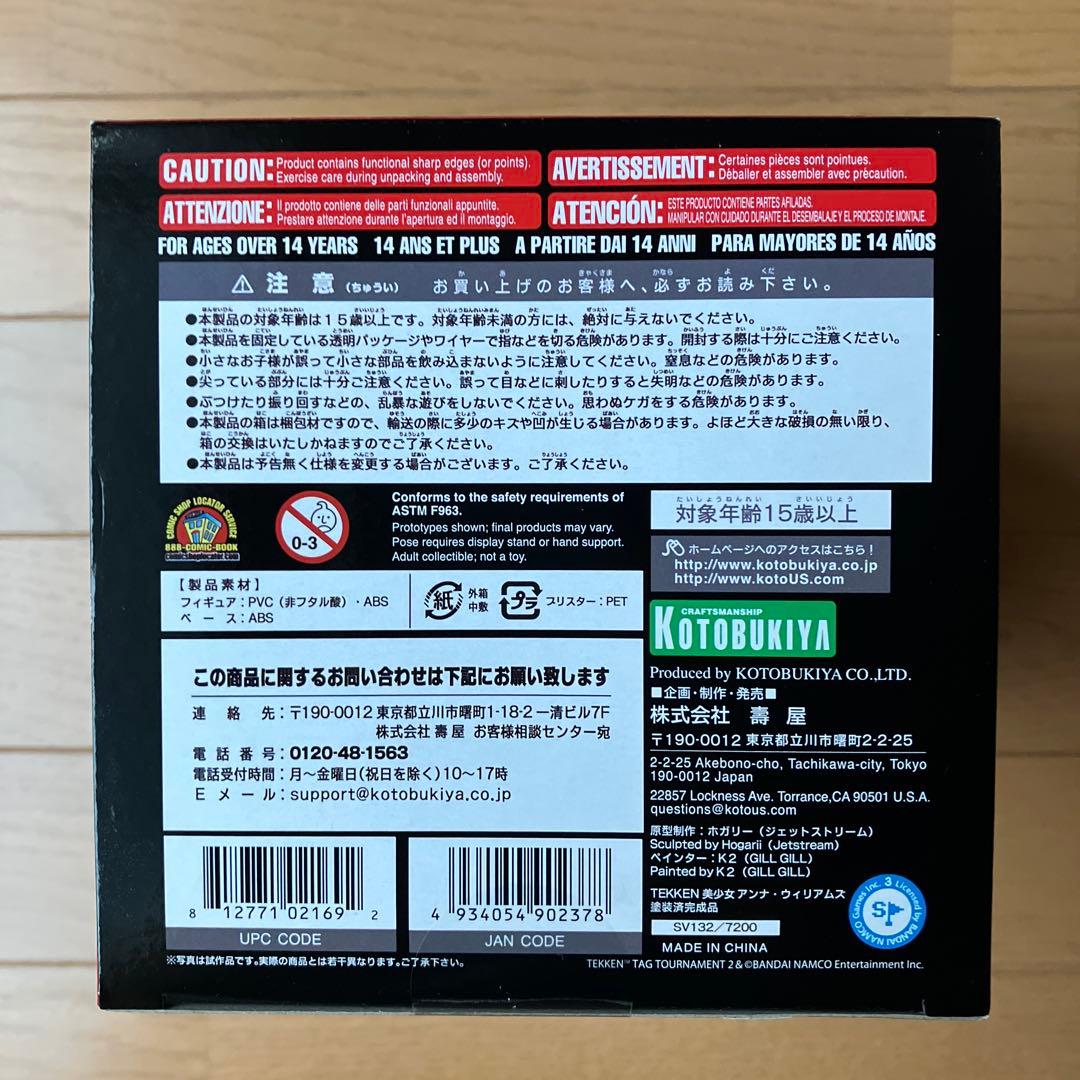 CAUTION: Product contains functional sharp edges (or points).
Exercise care during unpacking and assembly.
AVERTISSEMENT: Certaines pièces sont pointues.
Déballer et assembler avec précaution.
ATTENZIONE: Il prodotto contiene delle parti funzionali appuntite.
Prestare attenzione durante l'apertura ed il montaggio.
ATENCIÓN: ESTE PRODUCTO CONTIENE PARTES AFILADAS.
MANIPULAR CON CUIDADO DURANTE EL DESEMBALAJE Y EL PROCESO DE MONTAJE.
FOR AGES OVER 14 YEARS 14 ANS ET PLUS A PARTIRE DAI 14 ANNI PARA MAYORES DE 14 AÑOS
⚠ 注意 (ちゅうい) お買い上げのお客様へ、必ずお読み下さい。
●本製品の対象年齢は15歳以上です。対象年齢未満の方には、絶対に与えないでください。
●本製品を固定している透明パッケージやワイヤーで指などを切る危険があります。開封する際は十分にご注意ください。
●小さなお子様が誤って小さな部品を飲み込まないように注意してください。窒息などの危険があります。
●尖っている部分には十分ご注意ください。誤って目などに刺したりすると失明などの危険があります。
●ぶつけたり振り回すなどの、乱暴な遊びをしないでください。思わぬケガをする危険があります。
●本製品の箱は梱包材ですので、輸送の際に多少のキズや凹が生じる場合があります。よほど大きな破損の無い限り、
箱の交換はいたしかねますのでご了承ください。
●本製品は予告無く仕様を変更する場合がございます。ご了承ください。
COMIC SHOP LOCATOR SERVICE
888-COMIC-BOOK
0-3
Conforms to the safety requirements of
ASTM F963.
Prototypes shown; final products may vary.
Pose requires display stand or hand support.
Adult collectible; not a toy.
たいしょうねんれい さいいじょう
対象年齢15歳以上
ホームページへのアクセスはこちら!
http://www.kotobukiya.co.jp
http://www.kotoUS.com
【製品素材】
フィギュア:PVC(非フタル酸)・ABS
ベース:ABS
紙 外箱
中敷
プラ ブリスター:PET
CRAFTSMANSHIP
KOTOBUKIYA
Produced by KOTOBUKIYA CO.,LTD.
■企画・制作・発売■
株式会社 壽屋
〒190-0012 東京都立川市曙町2-2-25
2-2-25 Akebono-cho, Tachikawa-city, Tokyo
190-0012 Japan
22857 Lockness Ave. Torrance,CA 90501 U.S.A.
questions@kotous.com
この商品に関するお問い合わせは下記にお願い致します
連絡先:〒190-0012 東京都立川市曙町1-18-2 一清ビル7F
株式会社 壽屋 お客様相談センター宛
電話番号:0120-48-1563
電話受付時間:月〜金曜日(祝日を除く)10〜17時
Eメール:support@kotobukiya.co.jp
原型制作:ホガリー(ジェットストリーム)
Sculpted by Hogarii (Jetstream)
ペインター:K2(GILL GILL)
Painted by K2 (GILL GILL)
TEKKEN 美少女 アンナ・ウィリアムズ
塗装済完成品
SV132/7200
MADE IN CHINA
Licensed by BANDAI NAMCO Games Inc. 3
8 12771 02169 2
UPC CODE
4 934054 902378
JAN CODE
※写真は試作品です。実際の商品とは若干異なります。ご了承下さい。
TEKKEN™ TAG TOURNAMENT 2 &©BANDAI NAMCO Entertainment Inc.